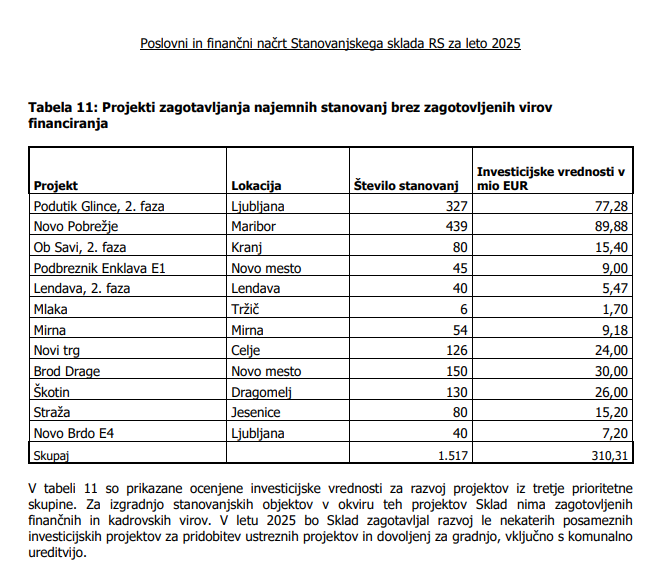 Poslovni in finančni načrt Stanovanjskega sklada RS za leto 2025
Tabela 11: Projekti zagotavljanja najemnih stanovanj brez zagotovljenih virov
financiranja
Projekt Lokacija Število stanovanj Investicijske vrednosti v mio EUR
Podutik Glince, 2. faza Ljubljana 327 77,28
Novo Pobrežje Maribor 439 89,88
Ob Savi, 2. faza Kranj 80 15,40
Podbreznik Enklava E1 Novo mesto 45 9,00
Lendava, 2. faza Lendava 40 5,47
Mlaka Tržič 6 1,70
Mirna Mirna 54 9,18
Novi trg Celje 126 24,00
Brod Drage Novo mesto 150 30,00
Škotin Dragomelj 130 26,00
Straža Jesenice 80 15,20
Novo Brdo E4 Ljubljana 40 7,20
Skupaj 1.517 310,31
V tabeli 11 so prikazane ocenjene investicijske vrednosti za razvoj projektov iz tretje prioritetne
skupine. Za izgradnjo stanovanjskih objektov v okviru teh projektov Sklad nima zagotovljenih
finančnih in kadrovskih virov. V letu 2025 bo Sklad zagotavljal razvoj le nekaterih posameznih
investicijskih projektov za pridobitev ustreznih projektov in dovoljenj za gradnjo, vključno s komunalno
ureditvijo.